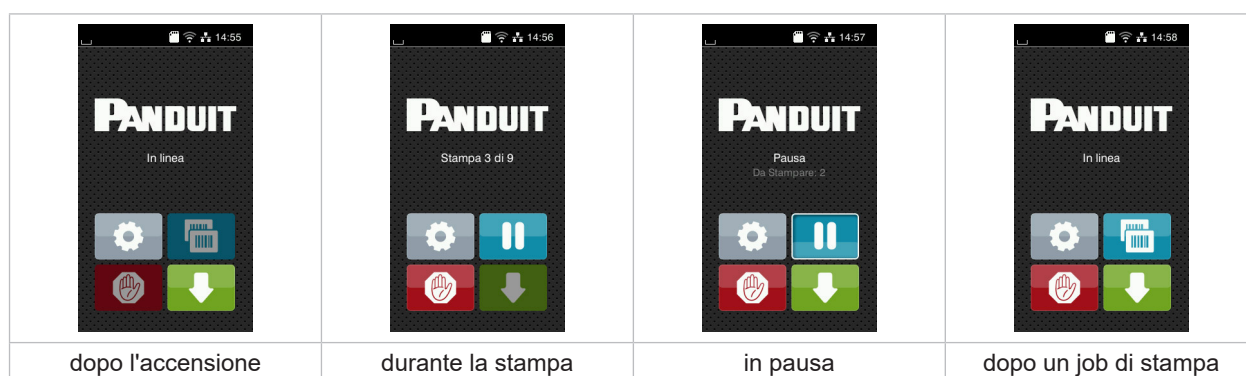 14:55
PANDUIT
In linea
dopo l'accensione
14:56
PANDUIT
Stampa 3 di 9
durante la stampa
14:57
PANDUIT
Pausa
Da Stampare: 2
in pausa
14:58
PANDUIT
In linea
dopo un job di stampa